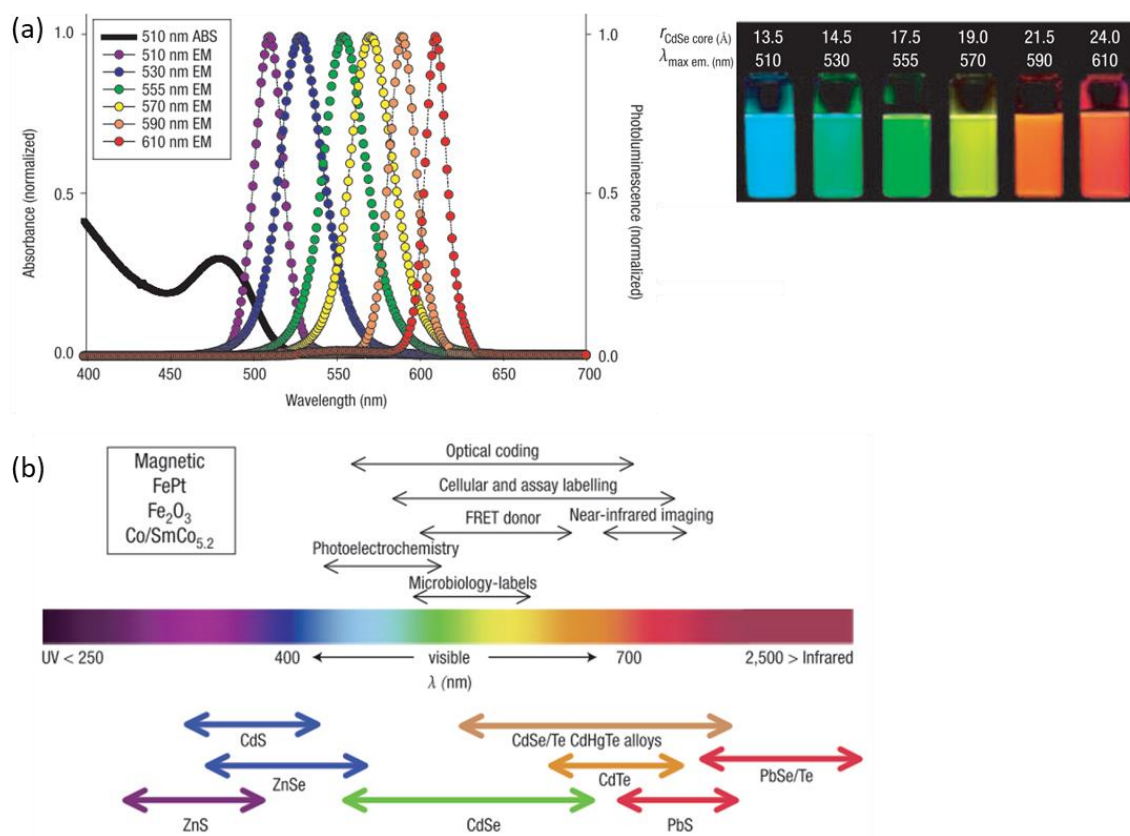 (a)
1.0
0.5
0.0
Absorbance (normalized)
510 nm ABS
510 nm EM
530 nm EM
555 nm EM
570 nm EM
590 nm EM
610 nm EM
400 450 500 550 600 650 700
Wavelength (nm)
1.0
0.5
0.0
Photoluminescence (normalized)
rCdSe core (Å) 13.5 14.5 17.5 19.0 21.5 24.0
λmax em. (nm) 510 530 555 570 590 610
(b)
Magnetic
FePt
Fe₂O₃
Co/SmCo₅.₂
Optical coding
Cellular and assay labelling
FRET donor Near-infrared imaging
Photoelectrochemistry
Microbiology-labels
UV < 250 400 visible 700 2,500 > Infrared
λ (nm)
CdS CdSe/Te CdHgTe alloys
ZnSe CdTe PbSe/Te
ZnS CdSe PbS